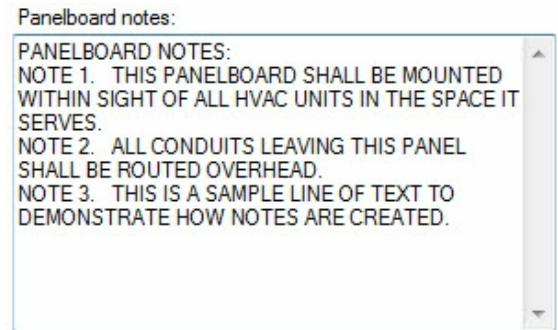 Panelboard notes:
PANELBOARD NOTES:
NOTE 1.   THIS PANELBOARD SHALL BE MOUNTED
WITHIN SIGHT OF ALL HVAC UNITS IN THE SPACE IT
SERVES.
NOTE 2.   ALL CONDUITS LEAVING THIS PANEL
SHALL BE ROUTED OVERHEAD.
NOTE 3.   THIS IS A SAMPLE LINE OF TEXT TO
DEMONSTRATE HOW NOTES ARE CREATED.